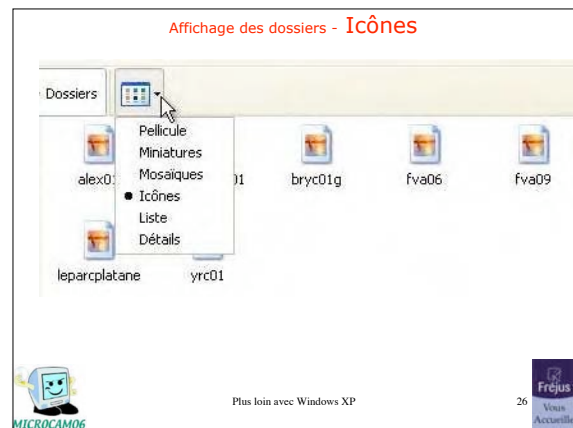 Affichage des dossiers - Icônes
Dossiers
Pellicule
Miniatures
Mosaïques
Icônes
Liste
Détails
alex01
bryc01g
fva06
fva09
leparcplatane
yrc01
MICROCAM06
Plus loin avec Windows XP
26
Fréjus
Vous
Accueille